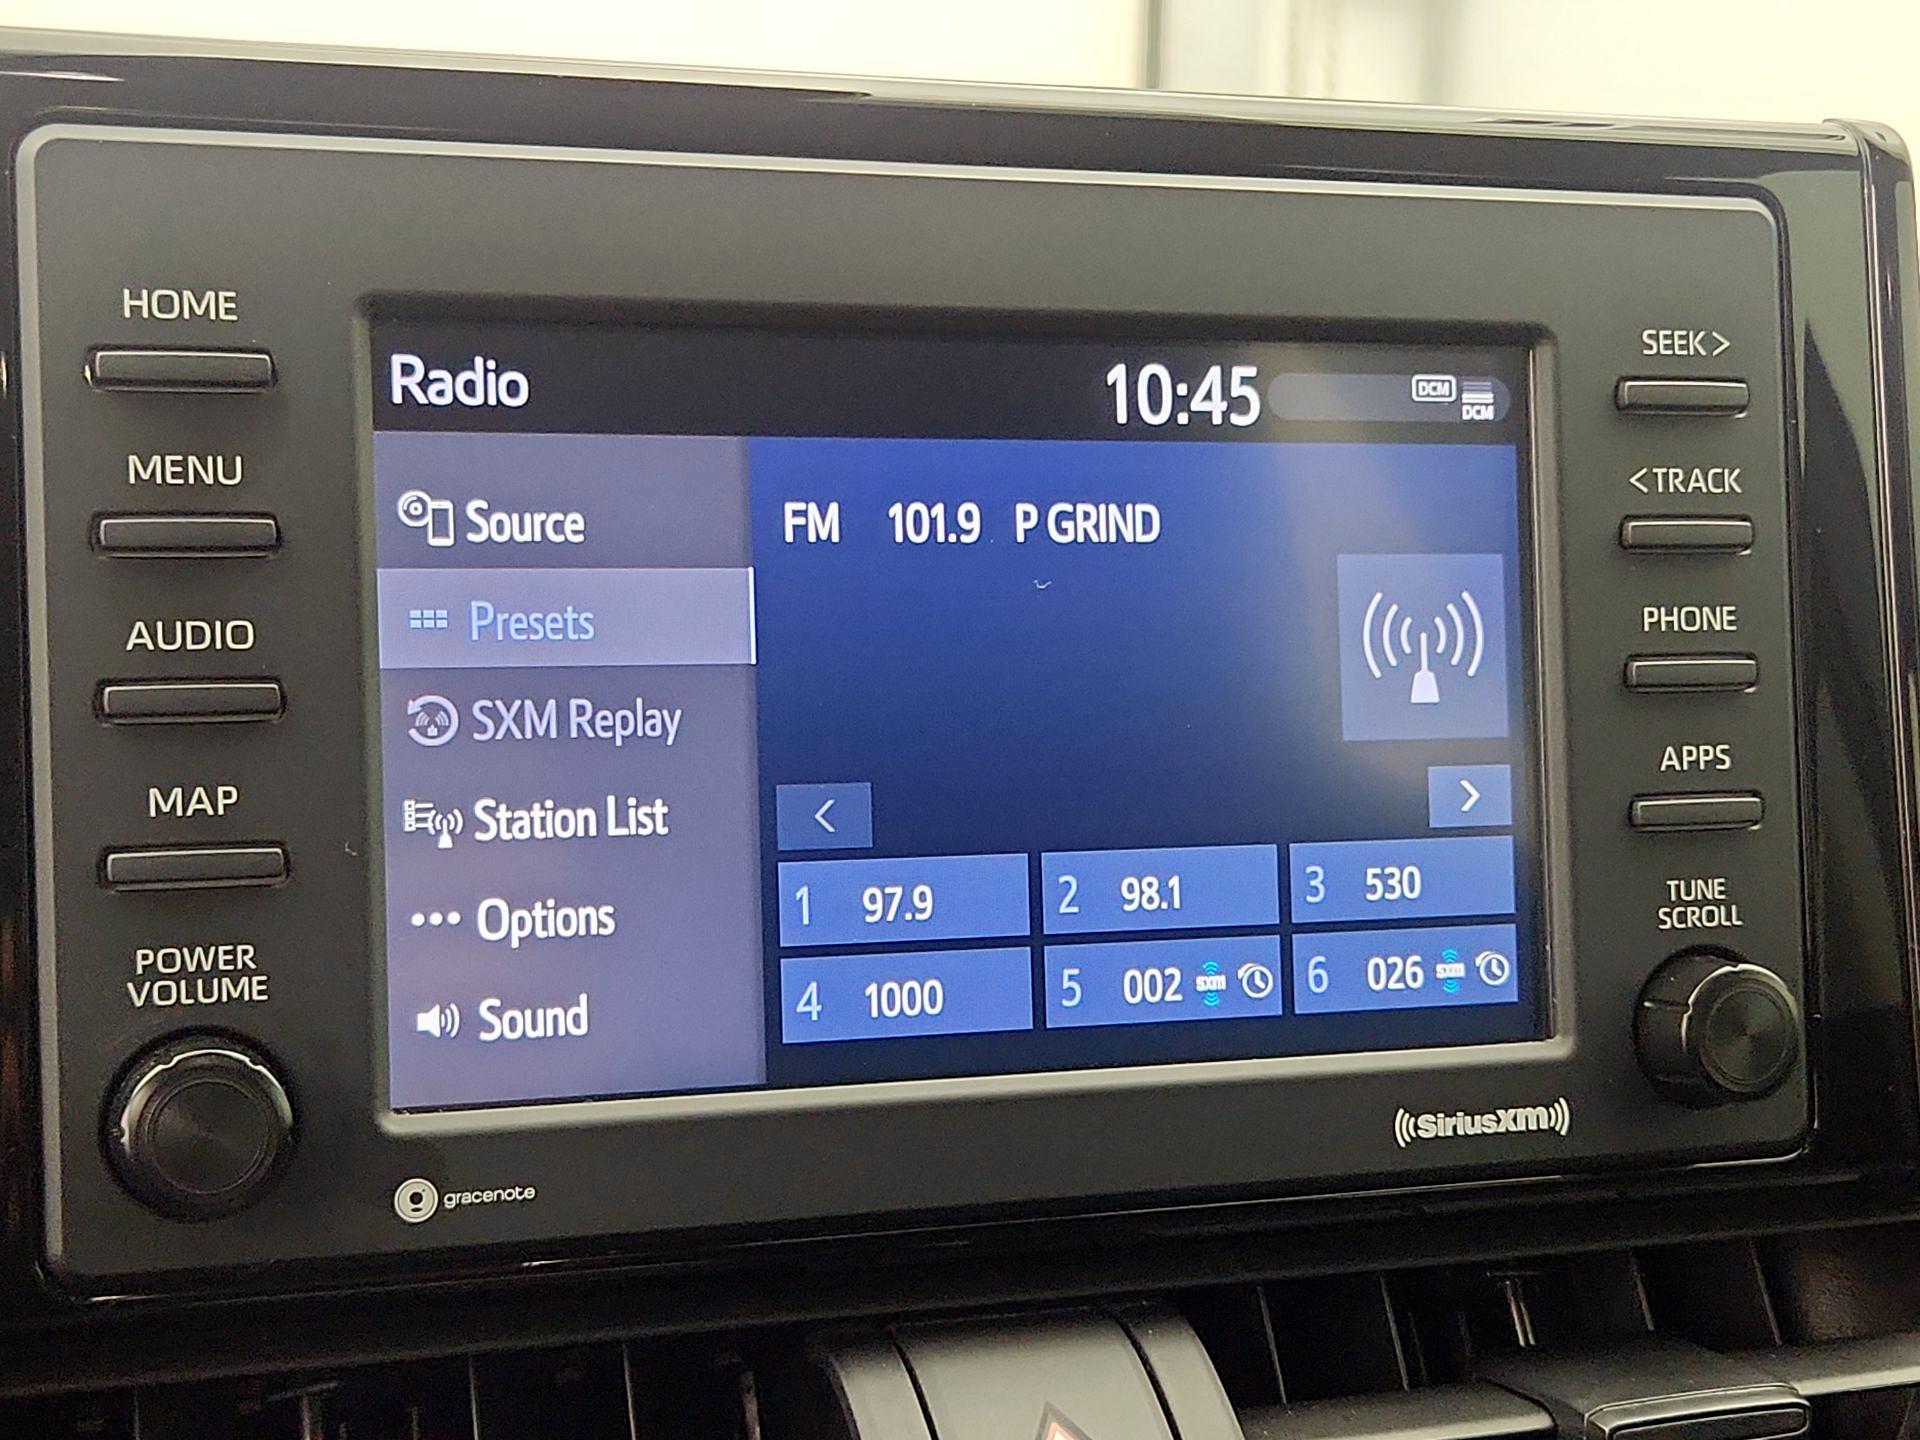 HOME
MENU
AUDIO
MAP
POWER
VOLUME
Radio
10:45
DCM
DCM
Source
Presets
SXM Replay
Station List
Options
Sound
FM 101.9 P GRIND
<
>
1 97.9
2 98.1
3 530
4 1000
5 002 sxm
6 026 sxm
SEEK >
< TRACK
PHONE
APPS
TUNE
SCROLL
gracenote
SiriusXM